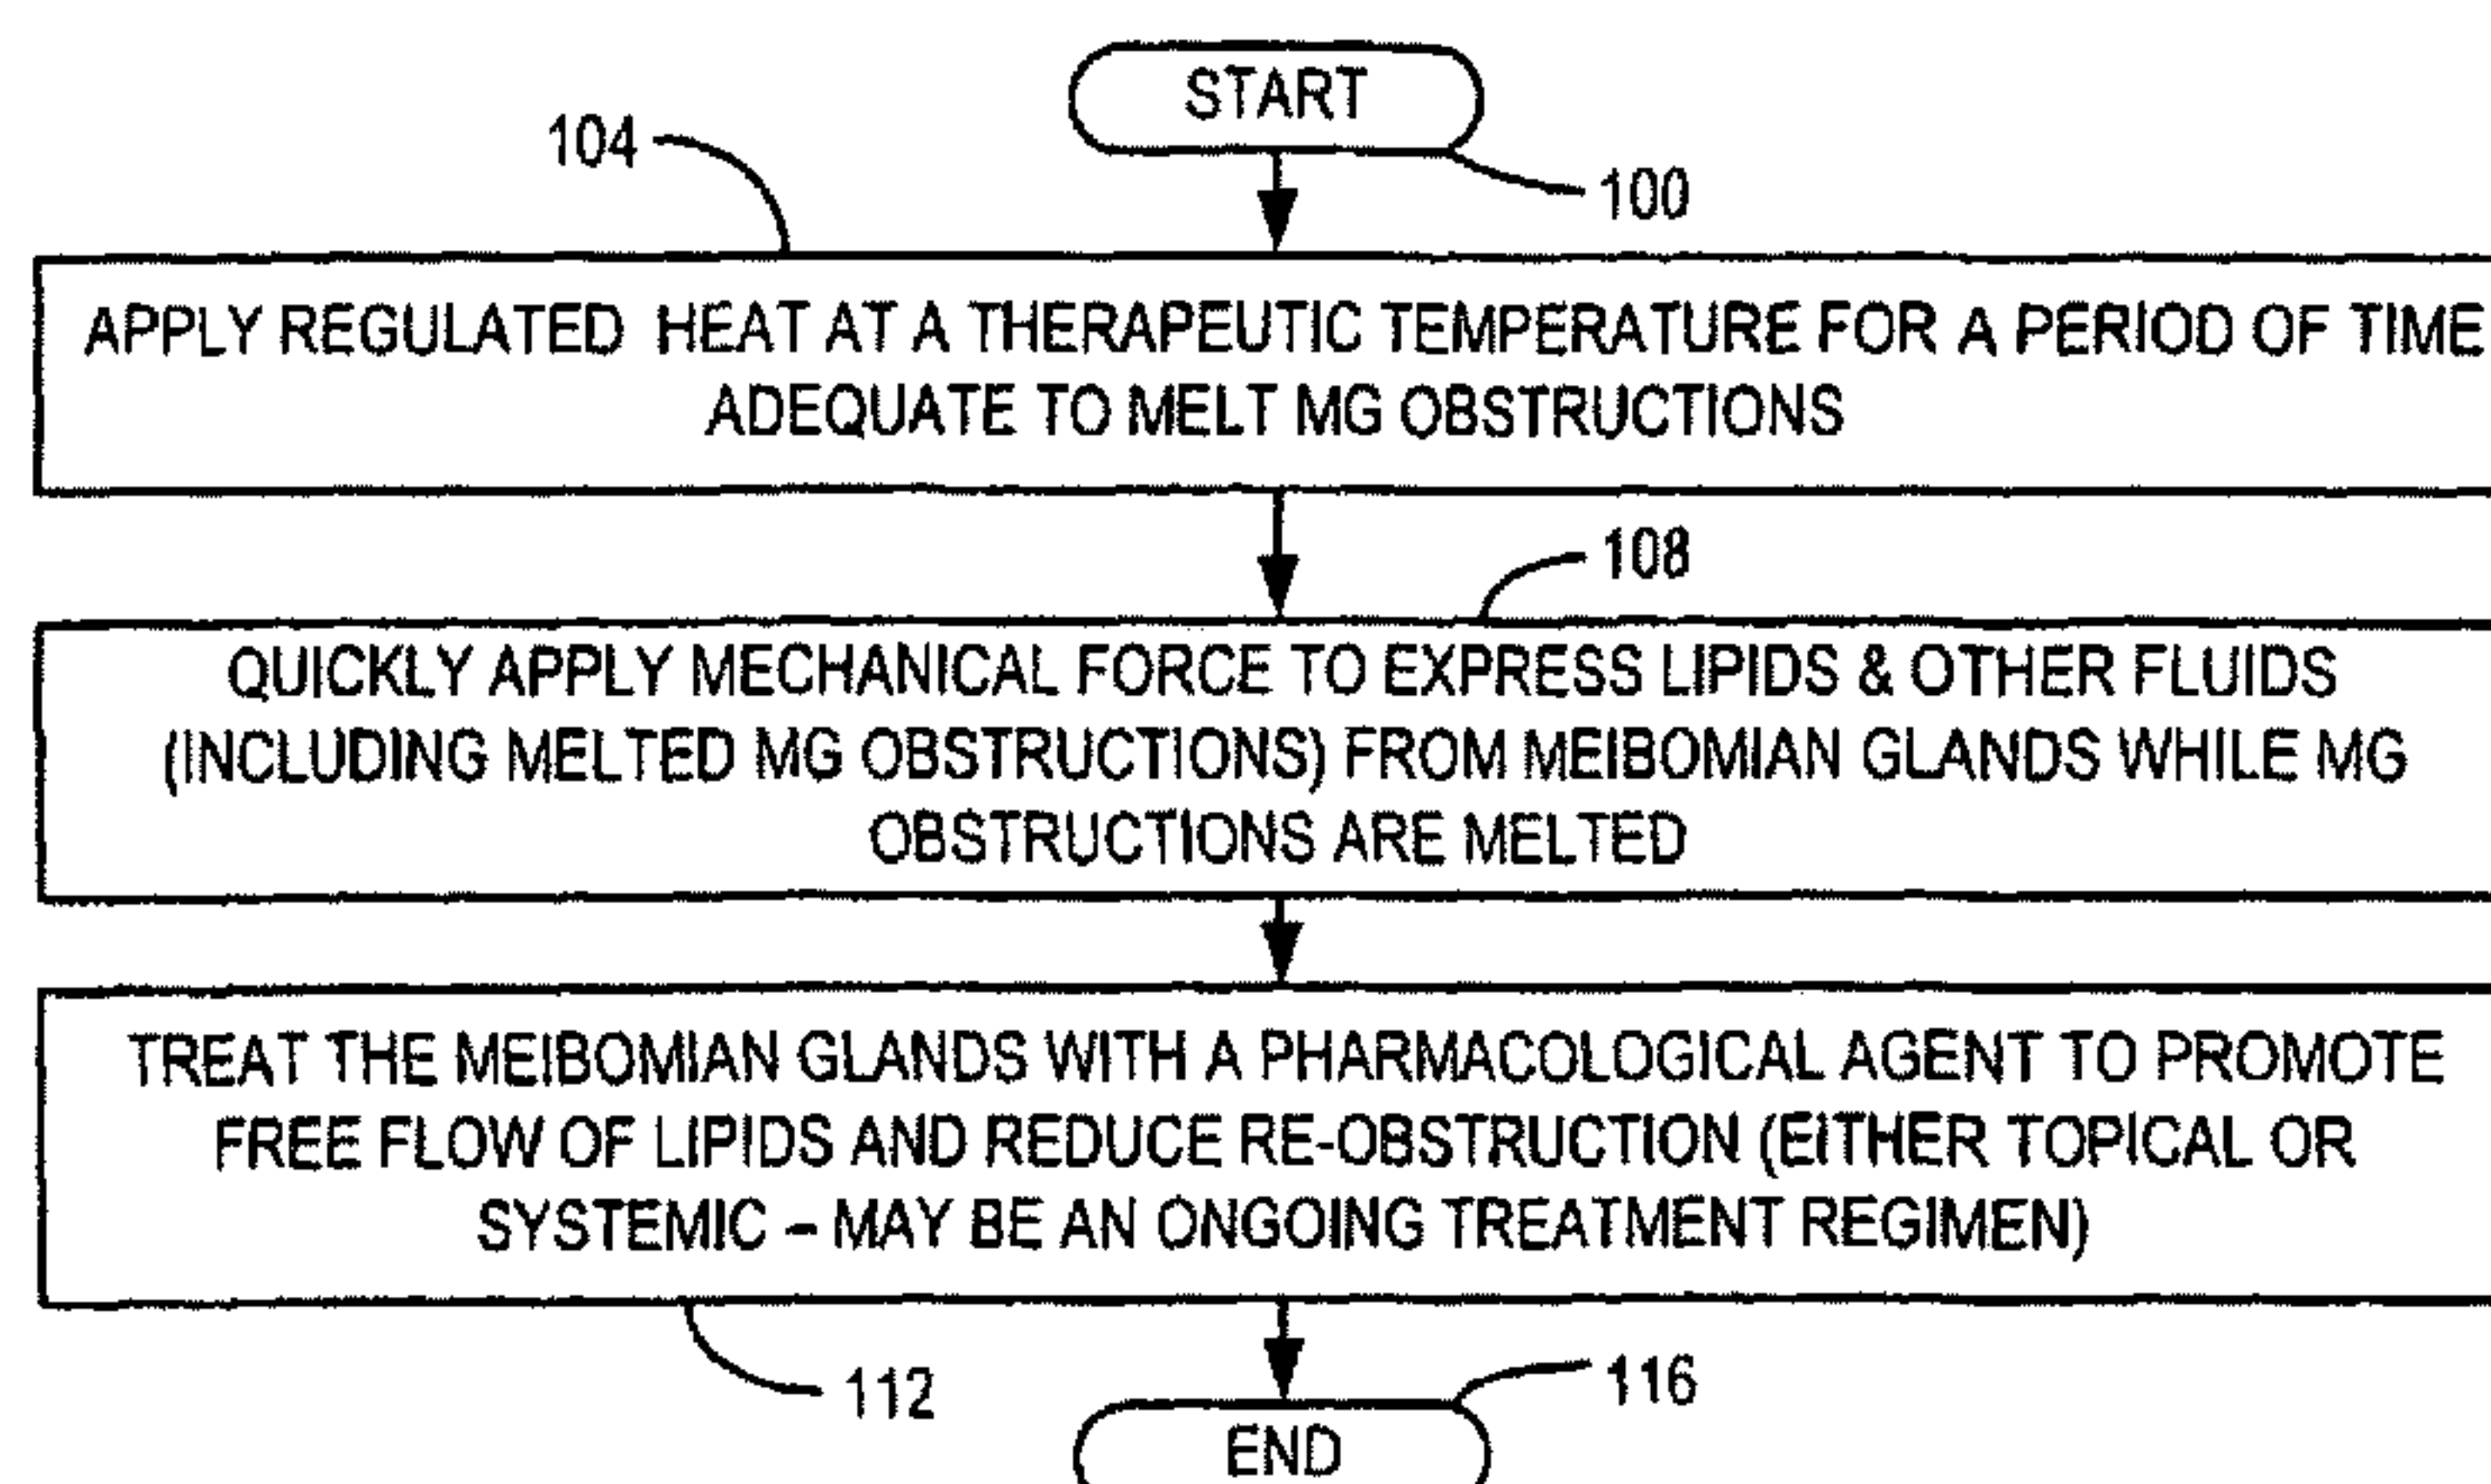 START
104
100
APPLY REGULATED HEAT AT A THERAPEUTIC TEMPERATURE FOR A PERIOD OF TIME
ADEQUATE TO MELT MG OBSTRUCTIONS
108
QUICKLY APPLY MECHANICAL FORCE TO EXPRESS LIPIDS & OTHER FLUIDS
(INCLUDING MELTED MG OBSTRUCTIONS) FROM MEIBOMIAN GLANDS WHILE MG
OBSTRUCTIONS ARE MELTED
TREAT THE MEIBOMIAN GLANDS WITH A PHARMACOLOGICAL AGENT TO PROMOTE
FREE FLOW OF LIPIDS AND REDUCE RE-OBSTRUCTION (EITHER TOPICAL OR
SYSTEMIC – MAY BE AN ONGOING TREATMENT REGIMEN)
112
116
END